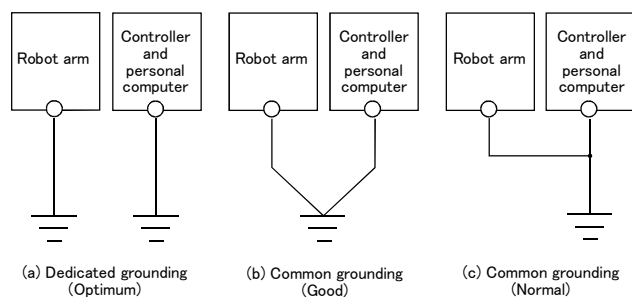 Robot arm
Controller
and
personal
computer
Robot arm
Controller
and
personal
computer
Robot arm
Controller
and
personal
computer
(a) Dedicated grounding
(Optimum)
(b) Common grounding
(Good)
(c) Common grounding
(Normal)